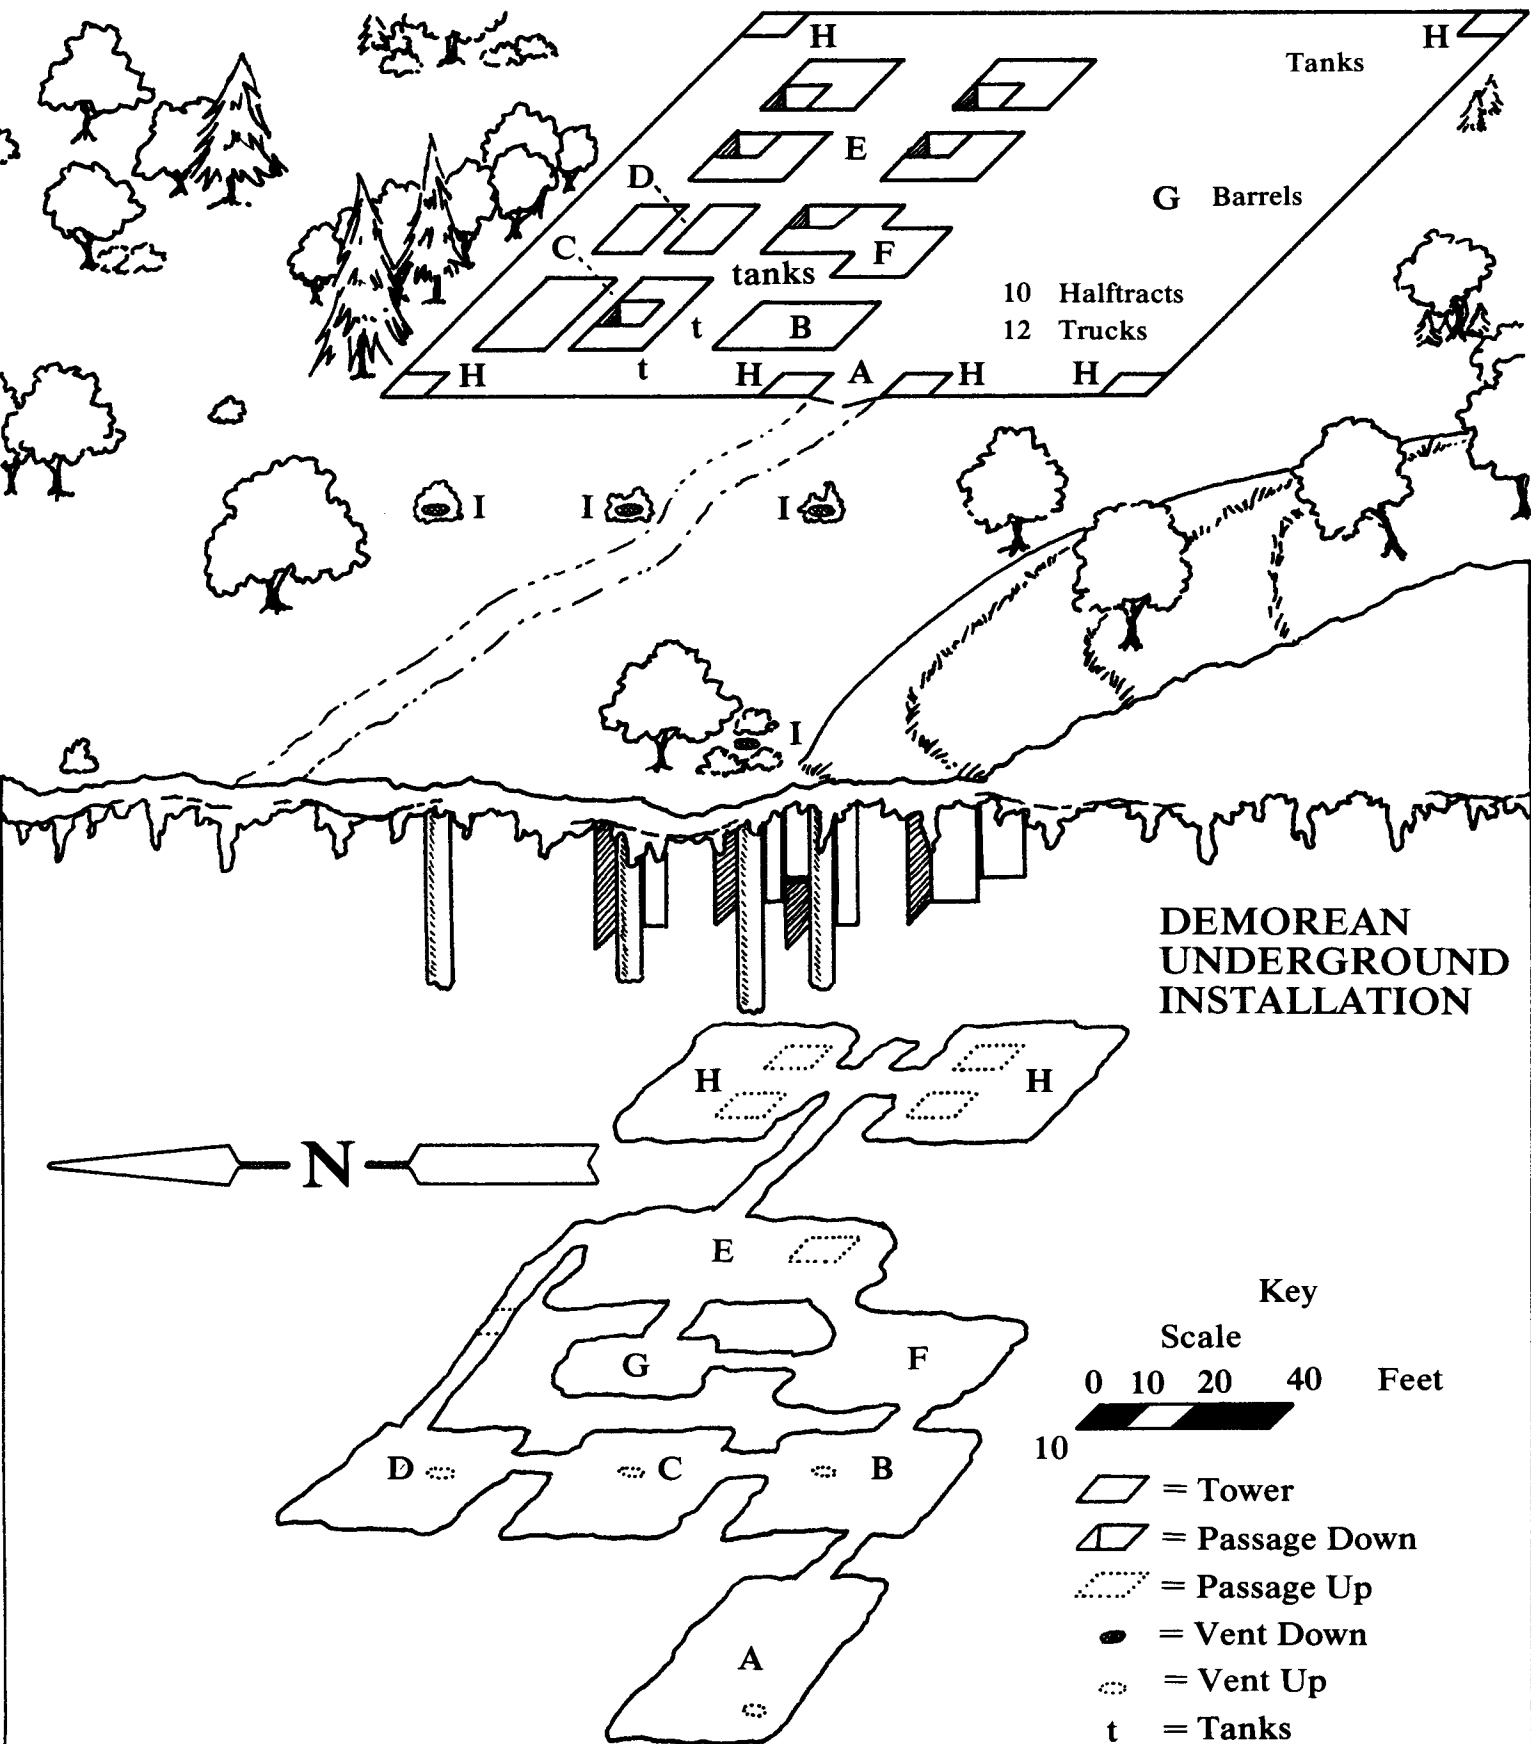 H
H
Tanks
E
D
G Barrels
C
F
tanks
10 Halftracts
t
B
12 Trucks
H
t
H
A
H
H
I
I
I
I
DEMOREAN
UNDERGROUND
INSTALLATION
H
H
N
E
Key
Scale
G
F
0 10 20 40 Feet
10
D
C
B
= Tower
= Passage Down
= Passage Up
= Vent Down
A
= Vent Up
t = Tanks